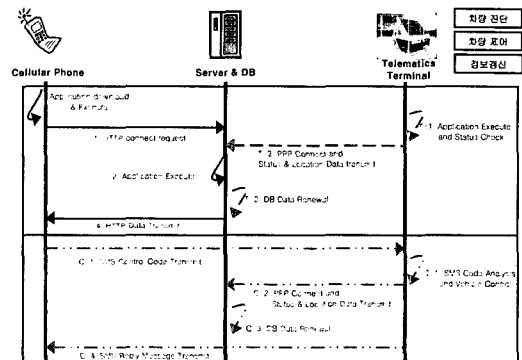 차량 진단
차량 제어
정보갱신
Cellular Phone
Server & DB
Telematics
Terminal
Application download
& Execute
1. HTTP connect request
T. 1. Application Execute
and Status Check
T. 2. PPP Connect and
Status & Location Data transmit
2. Application Execute
T. 3. DB Data Renewal
4. HTTP Data Transmit
C. 1. SMS Control Code Transmit
C. 1. SMS Code Analysis
and Vehicle Control
C. 2. PPP Connect and
Status & Location Data Transmit
C. 3. DB Data Renewal
C. 4. SMS Reply Message Transmit